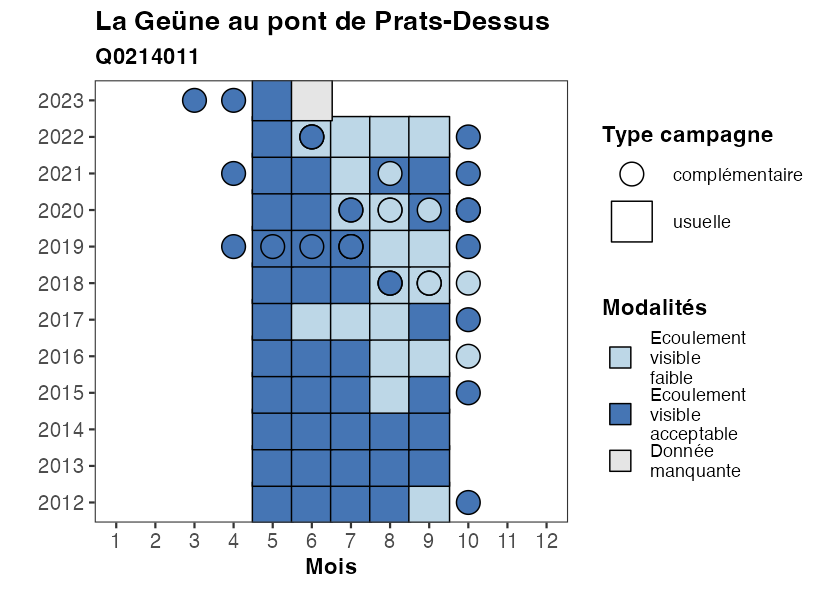 La Geüne au pont de Prats-Dessus
Q0214011
2023
2022
2021
2020
2019
2018
2017
2016
2015
2014
2013
2012
1 2 3 4 5 6 7 8 9 10 11 12
Mois
Type campagne
complémentaire
usuelle
Modalités
Ecoulement
visible
faible
Ecoulement
visible
acceptable
Donnée
manquante